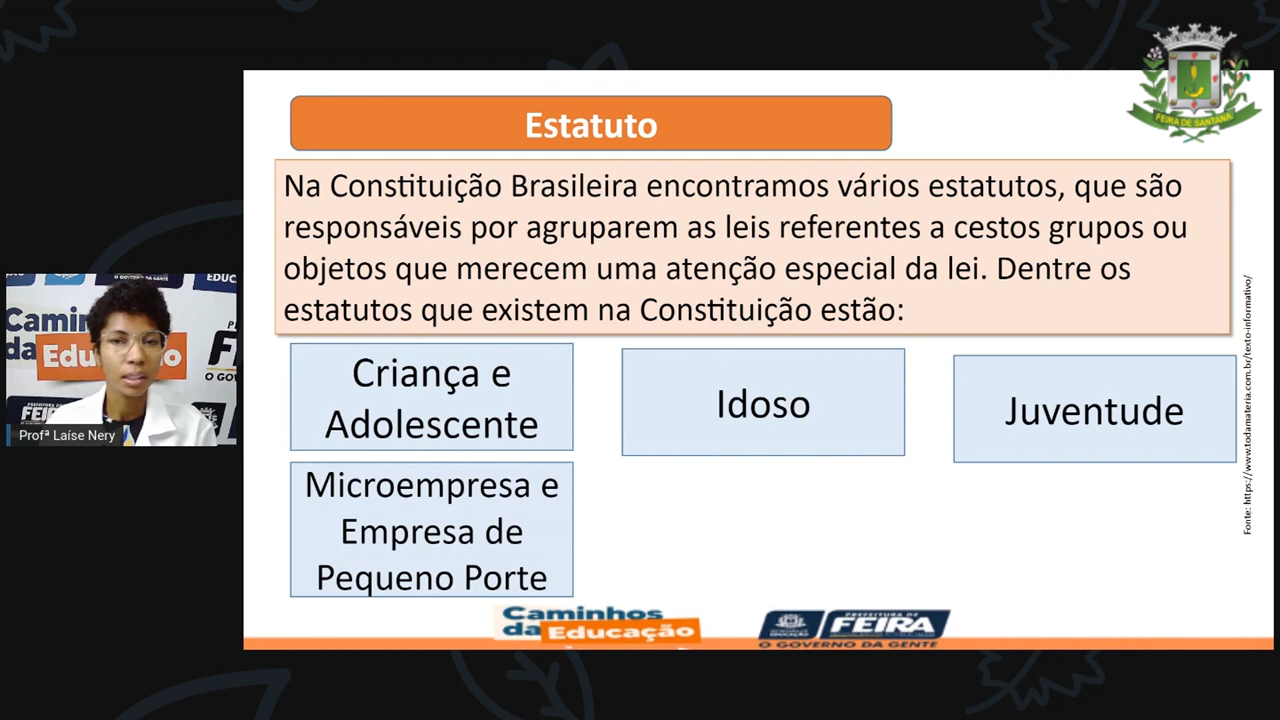 FEIRA DE SANTANA
Estatuto
Na Constituição Brasileira encontramos vários estatutos, que são
responsáveis por agruparem as leis referentes a cestos grupos ou
objetos que merecem uma atenção especial da lei. Dentre os
estatutos que existem na Constituição estão:
Criança e
Adolescente
Idoso
Juventude
Microempresa e
Empresa de
Pequeno Porte
Fonte: https://www.todamateria.com.br/texto-informativo/
Educação
FEIRA
Profª Laíse Nery
Caminhos
da Educação
PREFEITURA DE
FEIRA
O GOVERNO DA GENTE